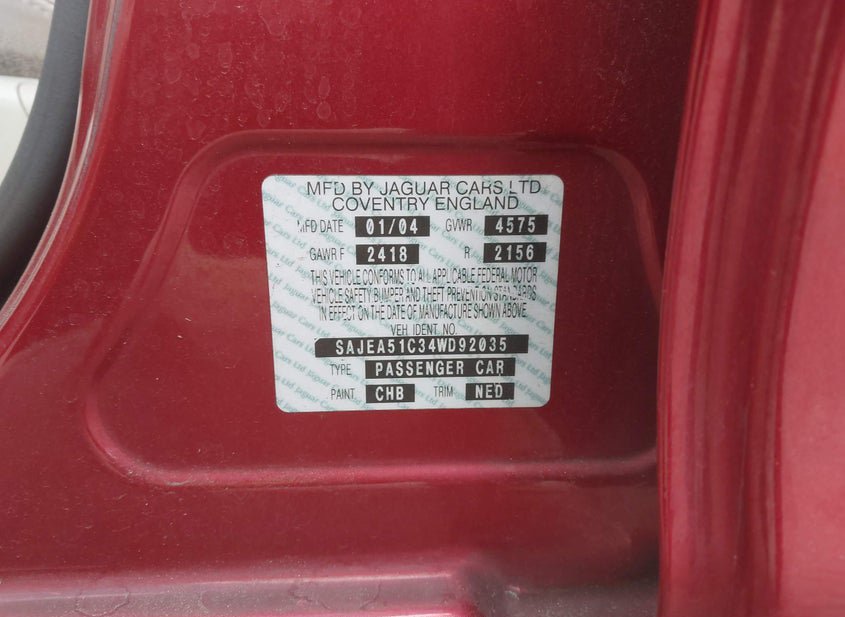 MFD BY JAGUAR CARS LTD
COVENTRY ENGLAND
MFD DATE 01/04 GVWR 4575
GAWR F 2418 R 2156
THIS VEHICLE CONFORMS TO ALL APPLICABLE FEDERAL MOTOR
VEHICLE SAFETY BUMPER AND THEFT PREVENTION STANDARDS
IN EFFECT ON THE DATE OF MANUFACTURE SHOWN ABOVE
VEH. IDENT. NO.
SAJEA51C34WD92035
TYPE PASSENGER CAR
PAINT CHB TRIM NED